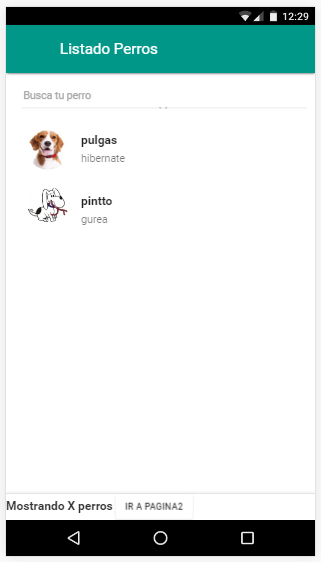 12:29
Listado Perros
Busca tu perro
pulgas
hibernate
pintto
gurea
Mostrando X perros
IR A PAGINA2